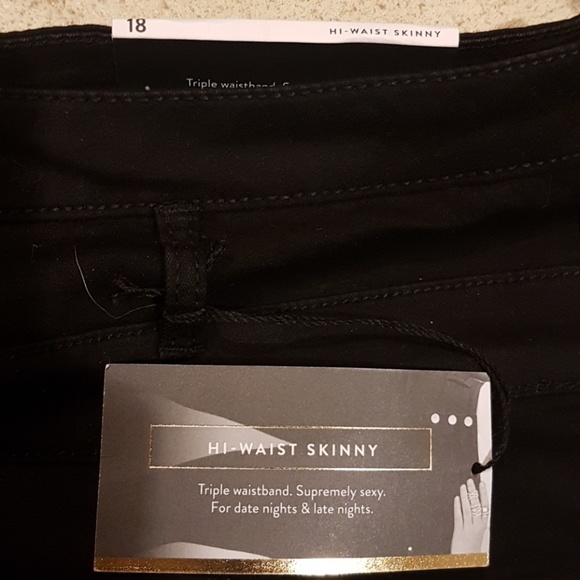 18 HI-WAIST SKINNY
Triple waistband. S
HI-WAIST SKINNY
Triple waistband. Supremely sexy.
For date nights & late nights.